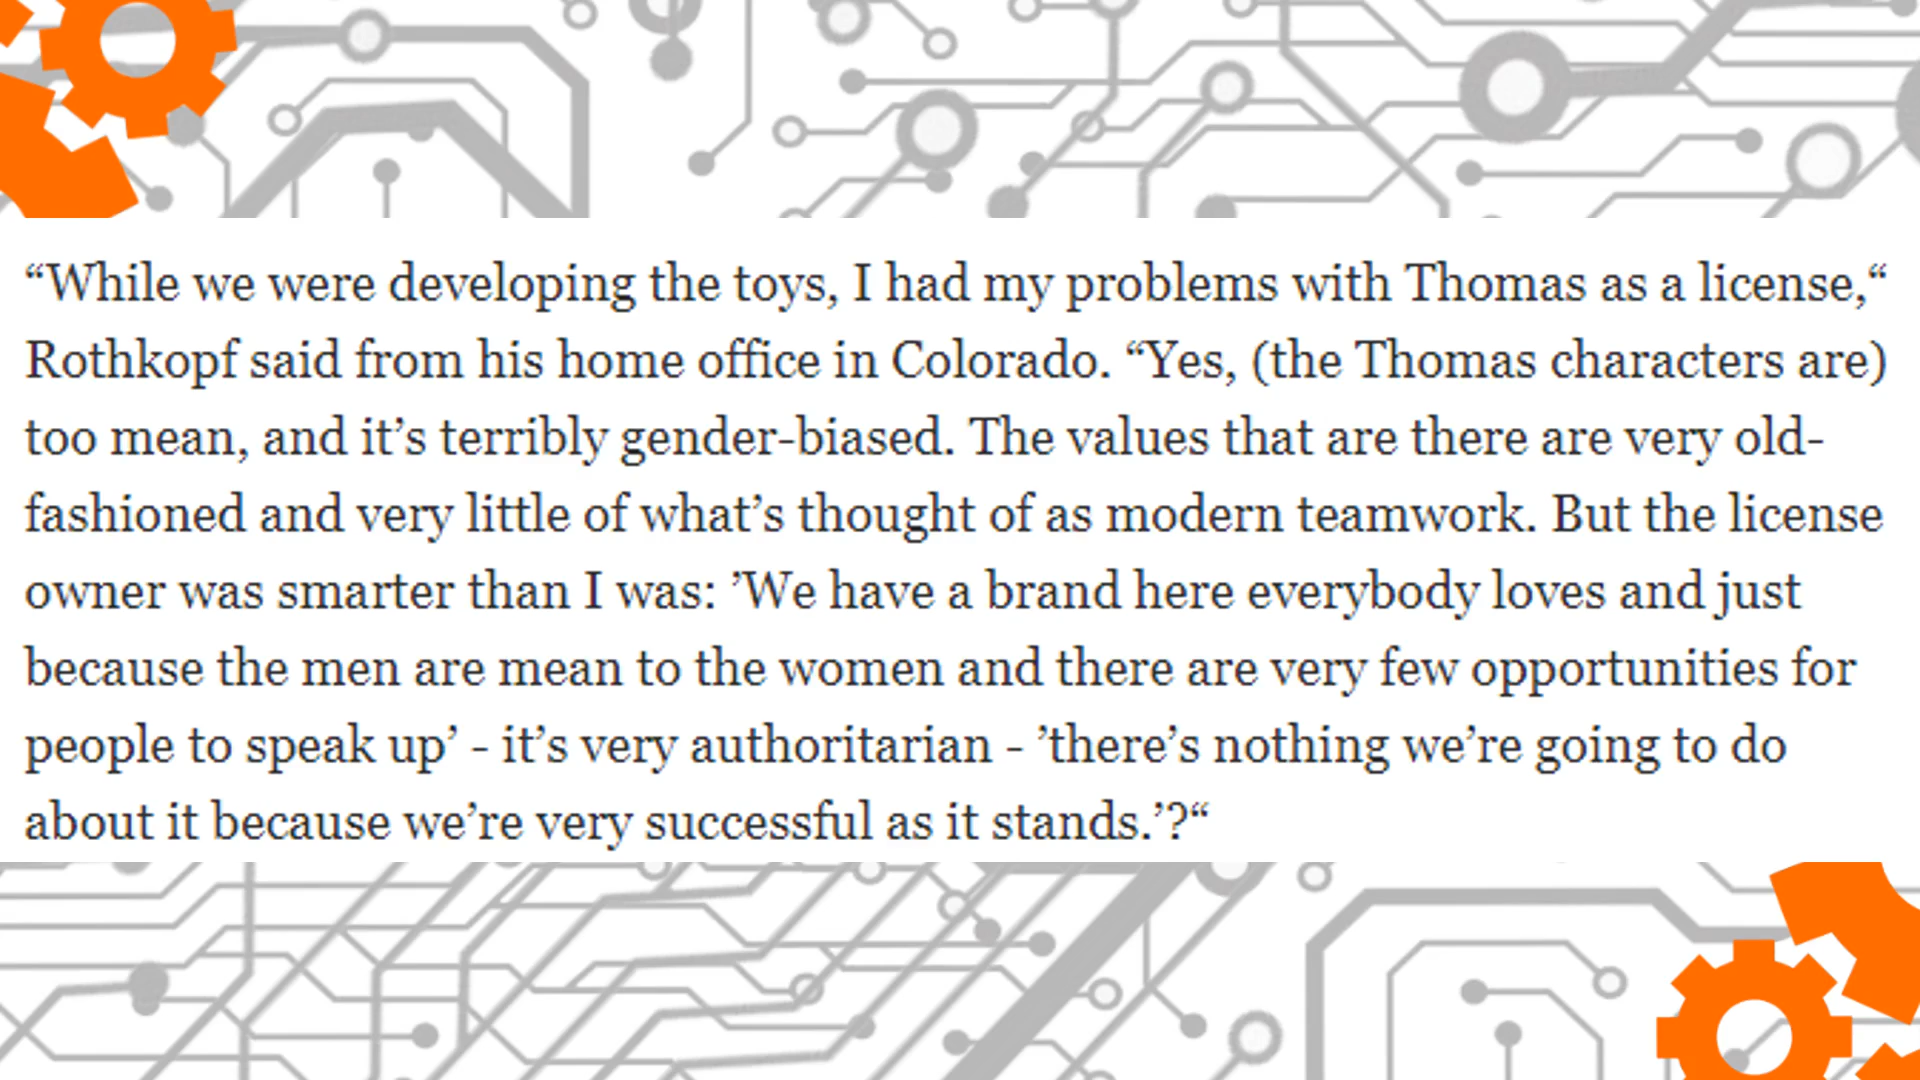 “While we were developing the toys, I had my problems with Thomas as a license,“
Rothkopf said from his home office in Colorado. “Yes, (the Thomas characters are)
too mean, and it’s terribly gender-biased. The values that are there are very old-
fashioned and very little of what’s thought of as modern teamwork. But the license
owner was smarter than I was: ’We have a brand here everybody loves and just
because the men are mean to the women and there are very few opportunities for
people to speak up’ - it’s very authoritarian - ’there’s nothing we’re going to do
about it because we’re very successful as it stands.’?“